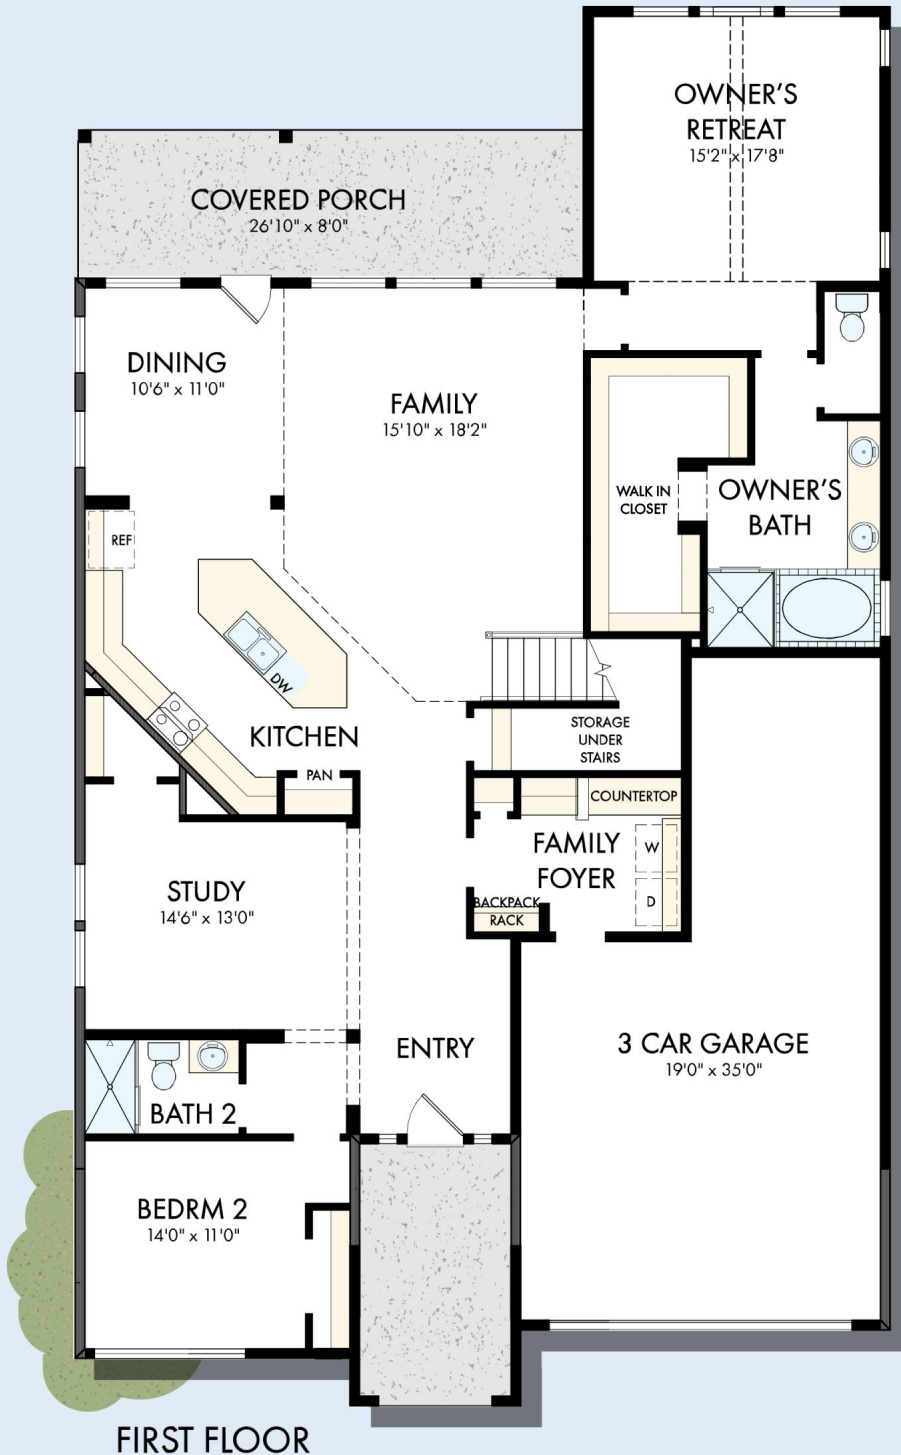 OWNER'S
RETREAT
15'2" x 17'8"
COVERED PORCH
26'10" x 8'0"
DINING
10'6" x 11'0"
FAMILY
15'10" x 18'2"
WALK IN
CLOSET
OWNER'S
BATH
REF
DW
KITCHEN
PAN
STORAGE
UNDER
STAIRS
COUNTERTOP
FAMILY
FOYER
W
D
BACKPACK
RACK
STUDY
14'6" x 13'0"
ENTRY
3 CAR GARAGE
19'0" x 35'0"
BATH 2
BEDRM 2
14'0" x 11'0"
FIRST FLOOR